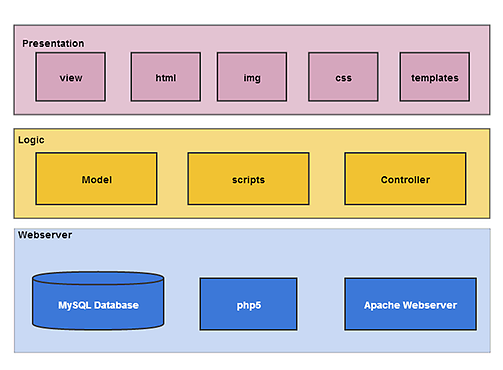 Presentation
view
html
img
css
templates
Logic
Model
scripts
Controller
Webserver
MySQL Database
php5
Apache Webserver